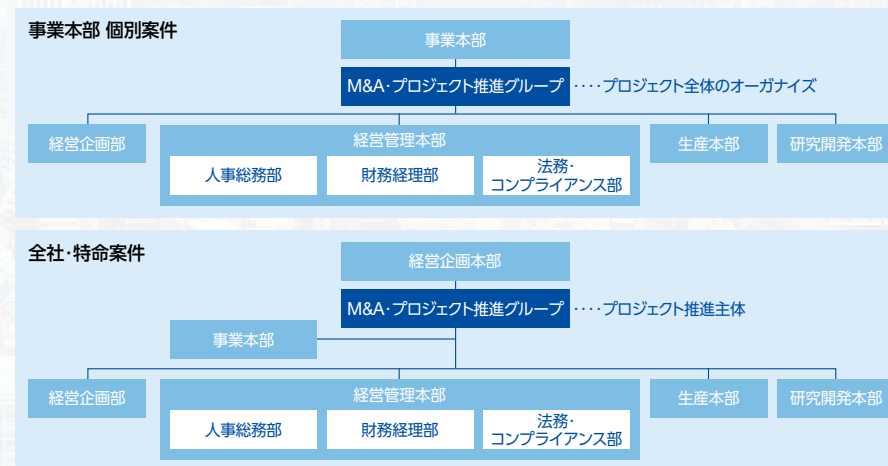 事業本部 個別案件
事業本部
M&A・プロジェクト推進グループ ････プロジェクト全体のオーガナイズ
経営企画部
経営管理本部
生産本部
研究開発本部
人事総務部
財務経理部
法務・
コンプライアンス部
全社・特命案件
経営企画本部
M&A・プロジェクト推進グループ ････プロジェクト推進主体
事業本部
経営企画部
経営管理本部
生産本部
研究開発本部
人事総務部
財務経理部
法務・
コンプライアンス部